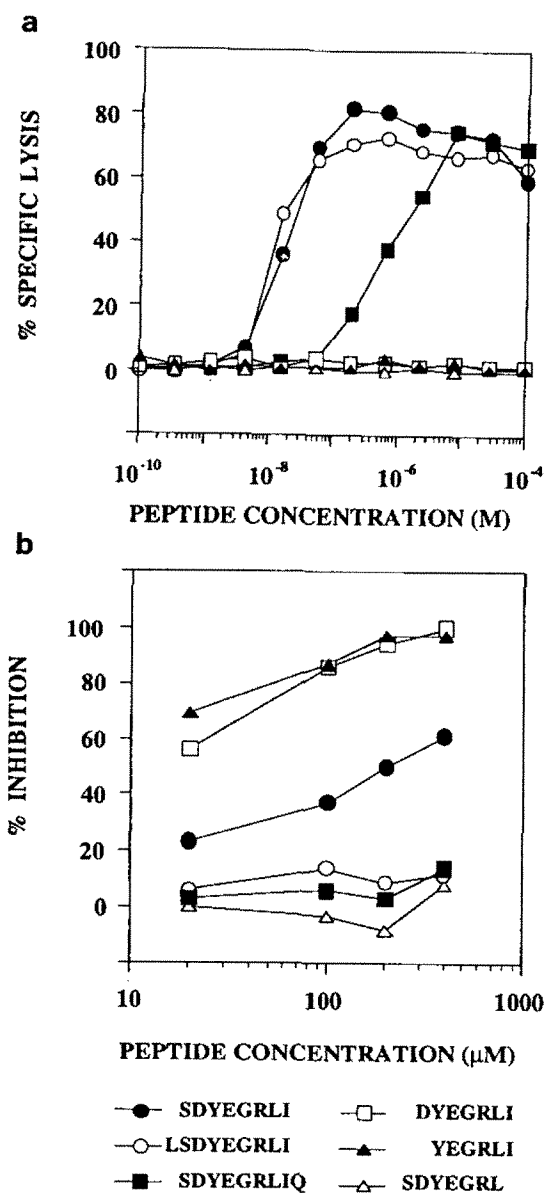 a
100
80
60
40
20
0
% SPECIFIC LYSIS
10-10 10-8 10-6 10-4
PEPTIDE CONCENTRATION (M)
b
100
80
60
40
20
0
% INHIBITION
10 100 1000
PEPTIDE CONCENTRATION (µM)
SDYEGRLI DYEGRLI
LSDYEGRLI YEGRLI
SDYEGRLIQ SDYEGRL